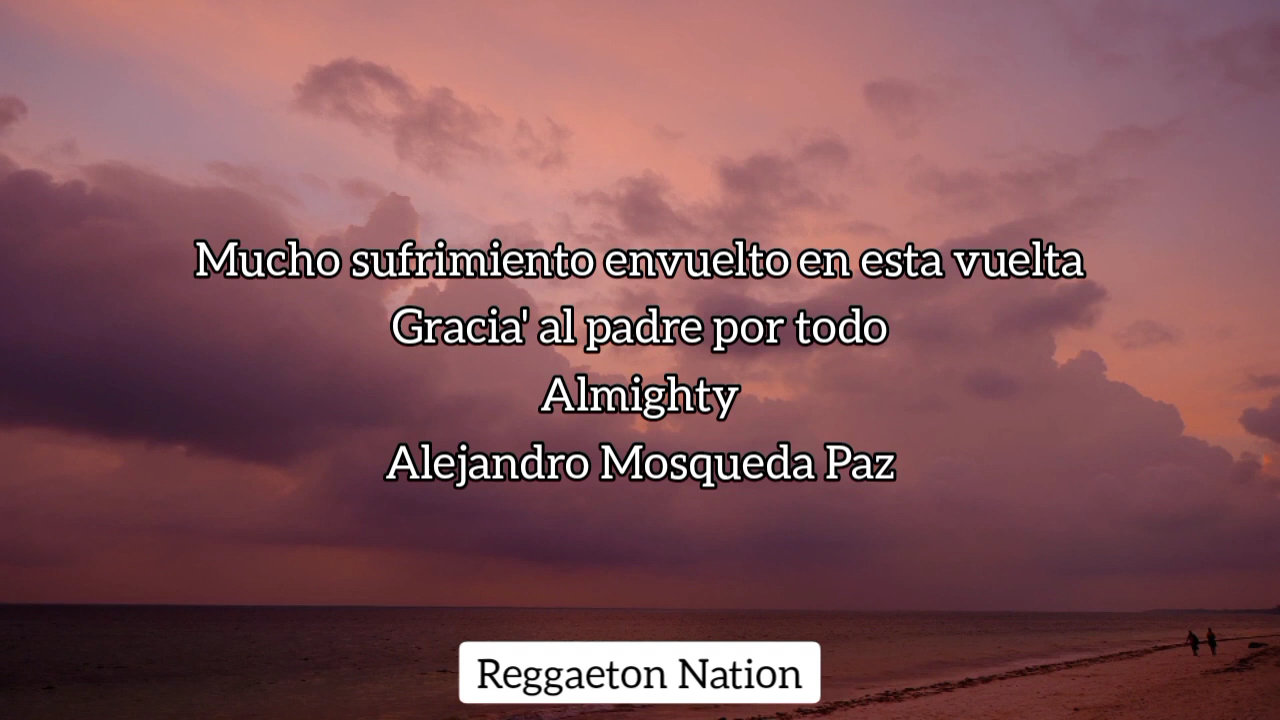 Mucho sufrimiento envuelto en esta vuelta
Gracia' al padre por todo
Almighty
Alejandro Mosqueda Paz
Reggaeton Nation